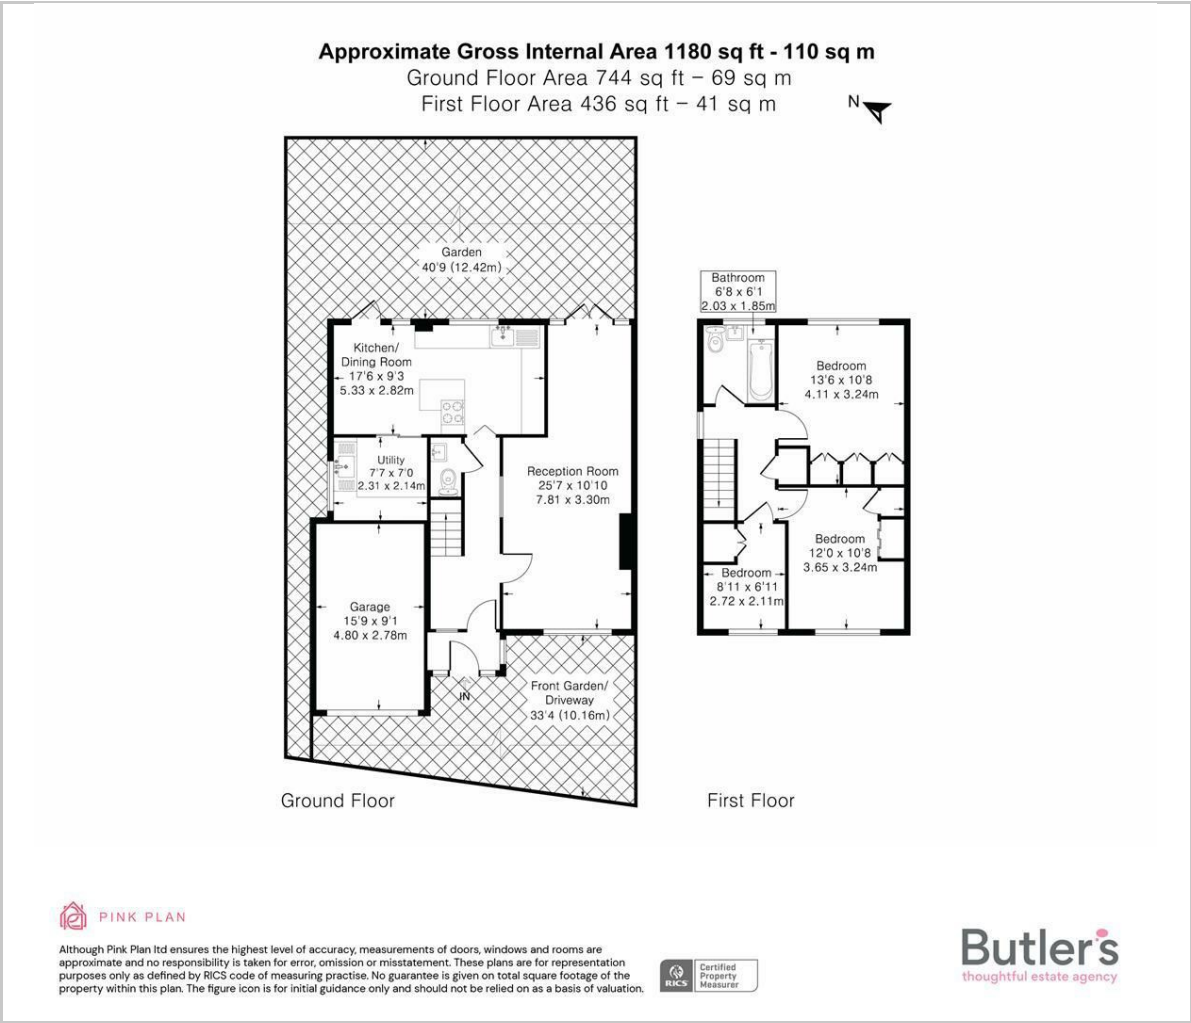 Approximate Gross Internal Area 1180 sq ft - 110 sq m
Ground Floor Area 744 sq ft – 69 sq m
First Floor Area 436 sq ft – 41 sq m
N
Garden
40'9 (12.42m)
Kitchen/
Dining Room
17'6 x 9'3
5.33 x 2.82m
Utility
7'7 x 7'0
2.31 x 2.14m
Reception Room
25'7 x 10'10
7.81 x 3.30m
Garage
15'9 x 9'1
4.80 x 2.78m
IN
Front Garden/
Driveway
33'4 (10.16m)
Ground Floor
Bathroom
6'8 x 6'1
2.03 x 1.85m
Bedroom
13'6 x 10'8
4.11 x 3.24m
Bedroom
12'0 x 10'8
3.65 x 3.24m
Bedroom
8'11 x 6'11
2.72 x 2.11m
First Floor
PINK PLAN
Although Pink Plan ltd ensures the highest level of accuracy, measurements of doors, windows and rooms are
approximate and no responsibility is taken for error, omission or misstatement. These plans are for representation
purposes only as defined by RICS code of measuring practise. No guarantee is given on total square footage of the
property within this plan. The figure icon is for initial guidance only and should not be relied on as a basis of valuation.
RICS
Certified
Property
Measurer
Butler's
thoughtful estate agency